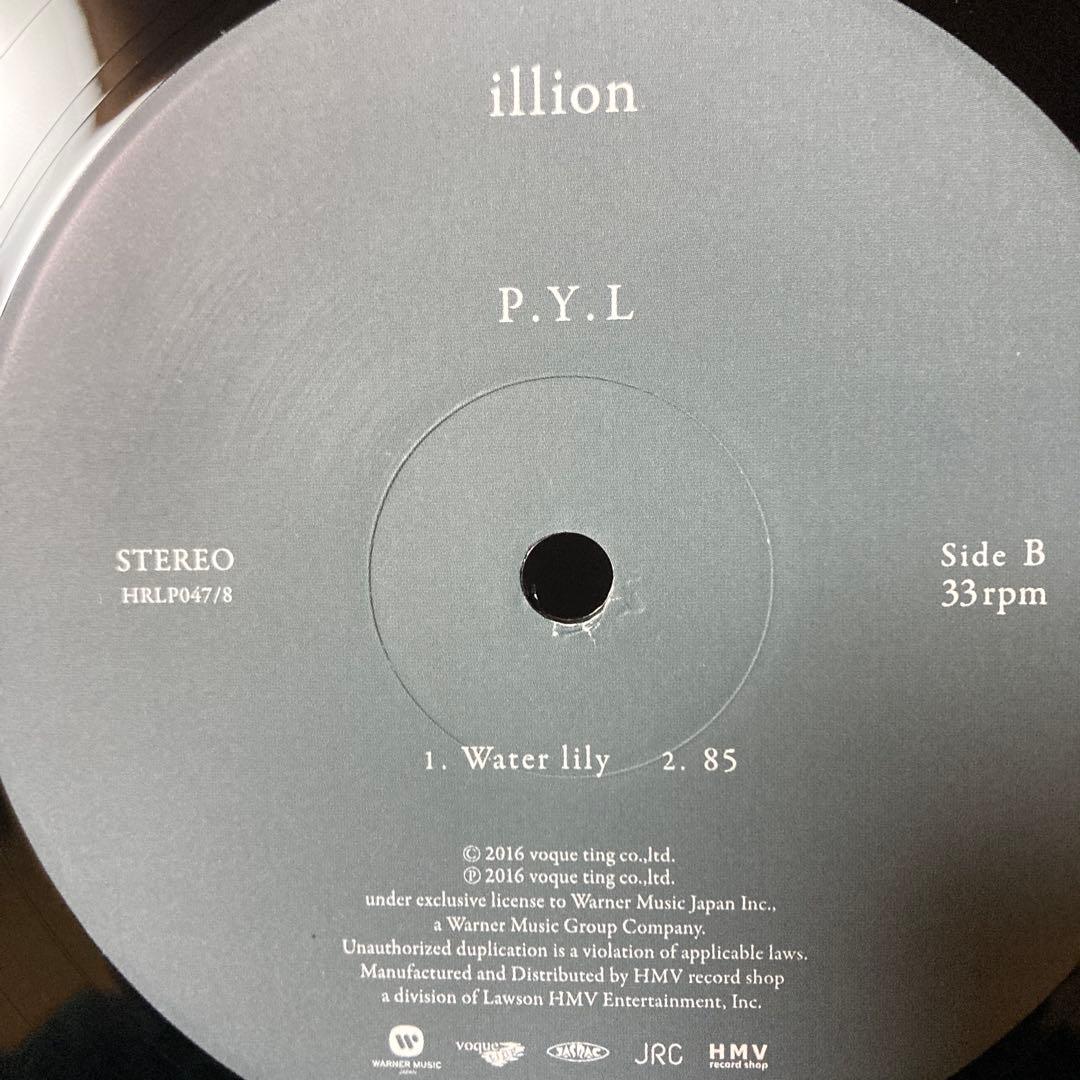 illion
P.Y.L
STEREO
HRLP047/8
Side B
33rpm
1. Water lily 2. 85
© 2016 voque ting co.,ltd.
℗ 2016 voque ting co.,ltd.
under exclusive license to Warner Music Japan Inc.,
a Warner Music Group Company.
Unauthorized duplication is a violation of applicable laws.
Manufactured and Distributed by HMV record shop
a division of Lawson HMV Entertainment, Inc.
WARNER MUSIC
JAPAN
voque ting
JASRAC
JRC
HMV
record shop